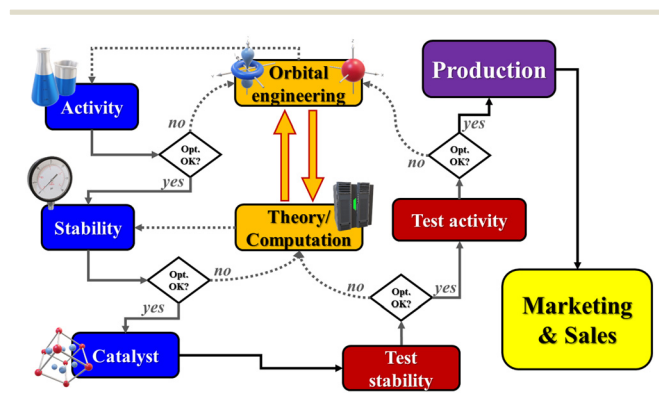 Orbital
engineering
Production
Activity
no
Opt.
OK?
yes
Opt.
OK?
no
yes
Stability
Theory/
Computation
Test activity
Opt.
OK?
no
yes
no
Opt.
OK?
yes
Marketing
& Sales
Catalyst
Test
stability